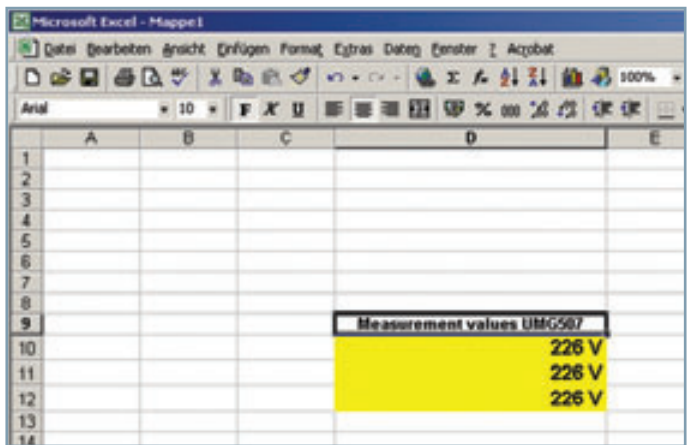 Microsoft Excel - Mappe1
Datei Bearbeiten Ansicht Einfügen Format Extras Daten Fenster ? Acrobat
100%
Arial 10 F K U % 000
A B C D E
1
2
3
4
5
6
7
8
9 Measurement values UMG507
10 226 V
11 226 V
12 226 V
13
14